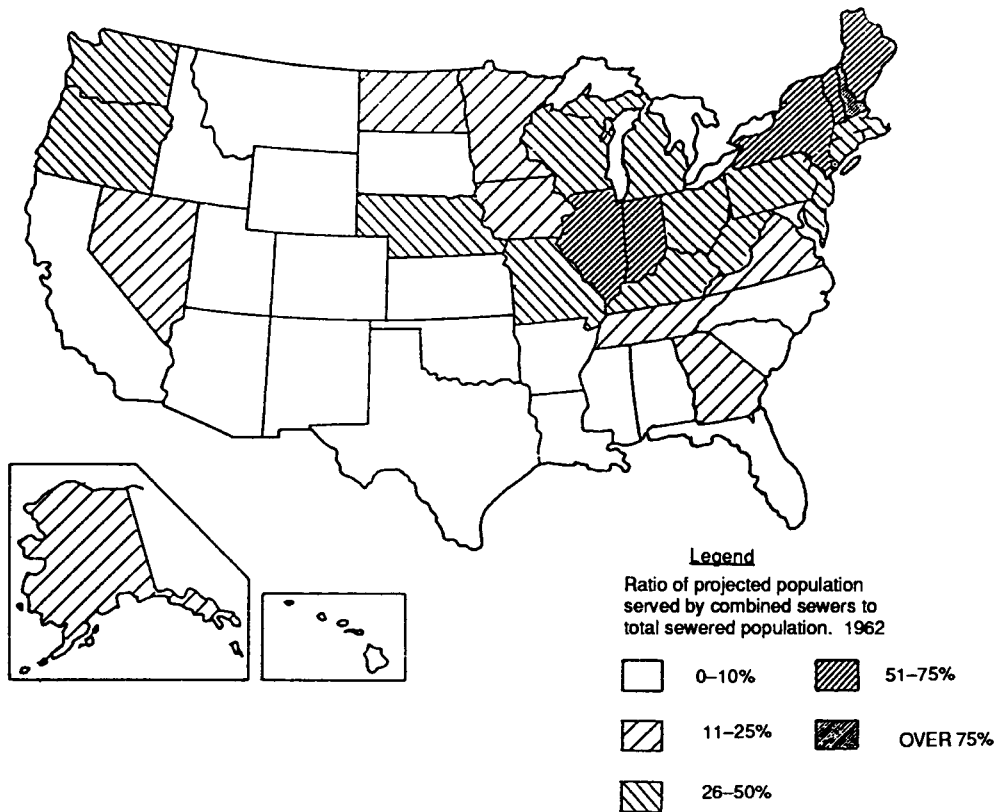 Legend
Ratio of projected population
served by combined sewers to
total sewered population. 1962
0–10%
51–75%
11–25%
OVER 75%
26–50%